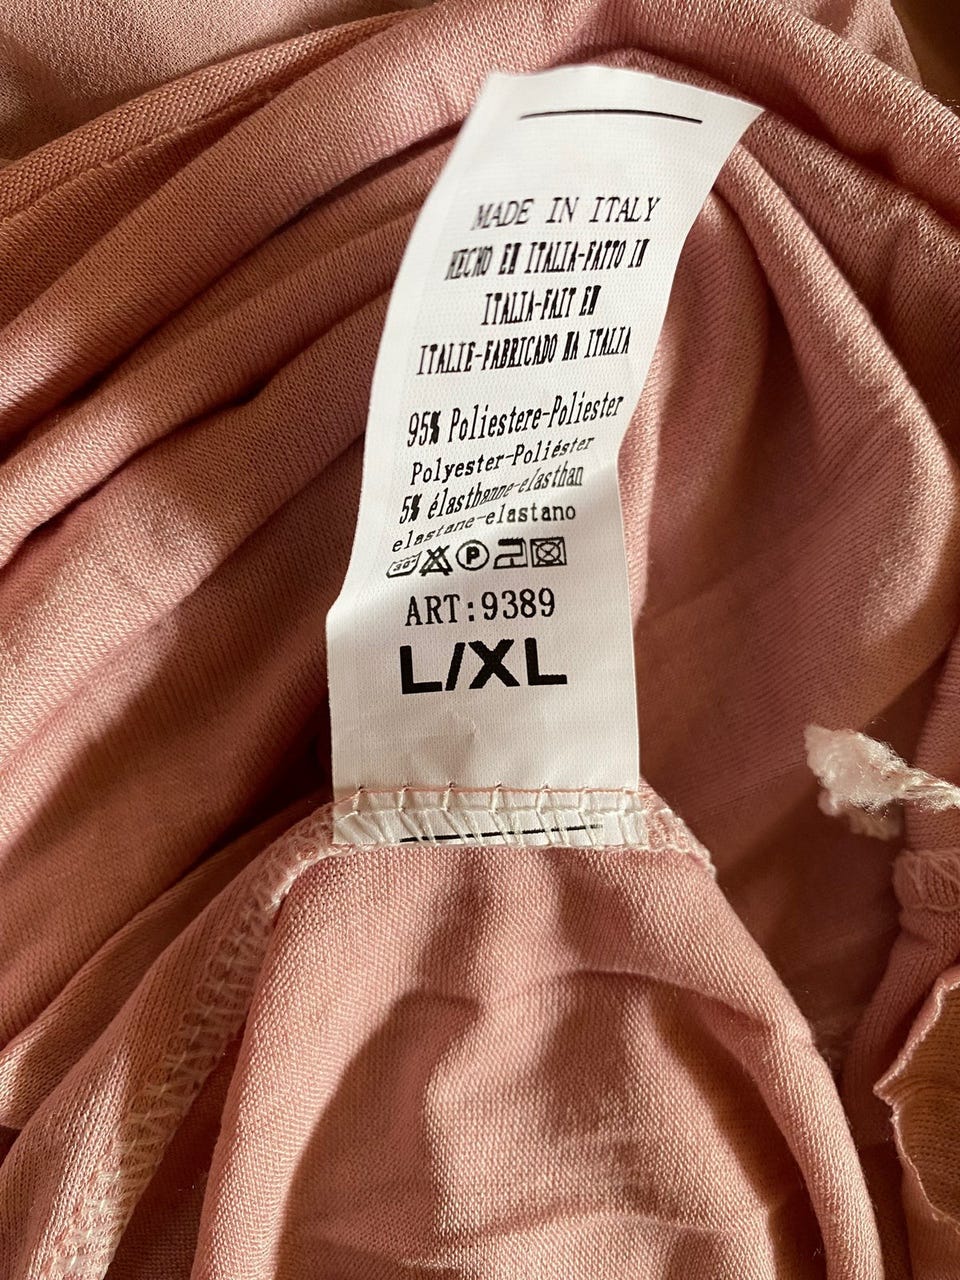 MADE IN ITALY
HECHO EN ITALIA-FATTO IN
ITALIA-FAIT EN
ITALIE-FABRICADO NA ITALIA
95% Poliestere-Poliester
Polyester-Poliéster
5% élasthanne-elasthan
elastane-elastano
30° P
ART:9389
L/XL